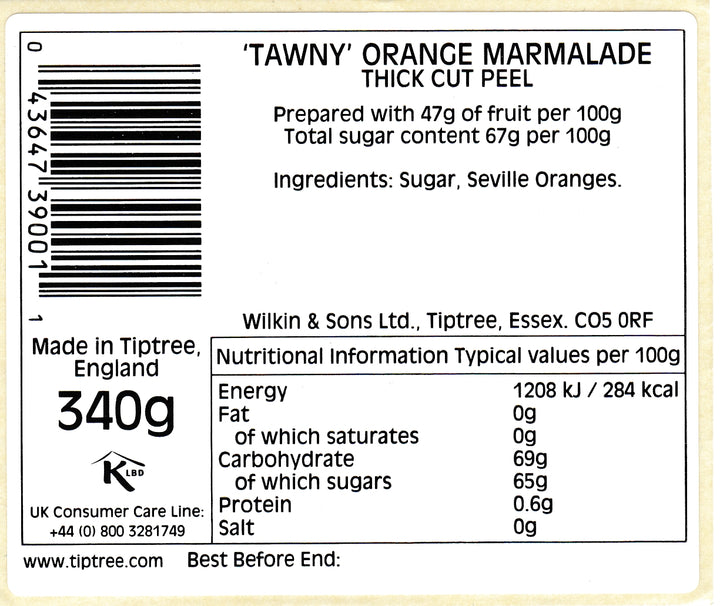 'TAWNY' ORANGE MARMALADE
THICK CUT PEEL
Prepared with 47g of fruit per 100g
Total sugar content 67g per 100g
Ingredients: Sugar, Seville Oranges.
Wilkin & Sons Ltd., Tiptree, Essex. CO5 0RF
0 43647 39001 1
Made in Tiptree,
England
340g
K LBD
UK Consumer Care Line:
+44 (0) 800 3281749
Nutritional Information Typical values per 100g
Energy 1208 kJ / 284 kcal
Fat 0g
of which saturates 0g
Carbohydrate 69g
of which sugars 65g
Protein 0.6g
Salt 0g
www.tiptree.com Best Before End: